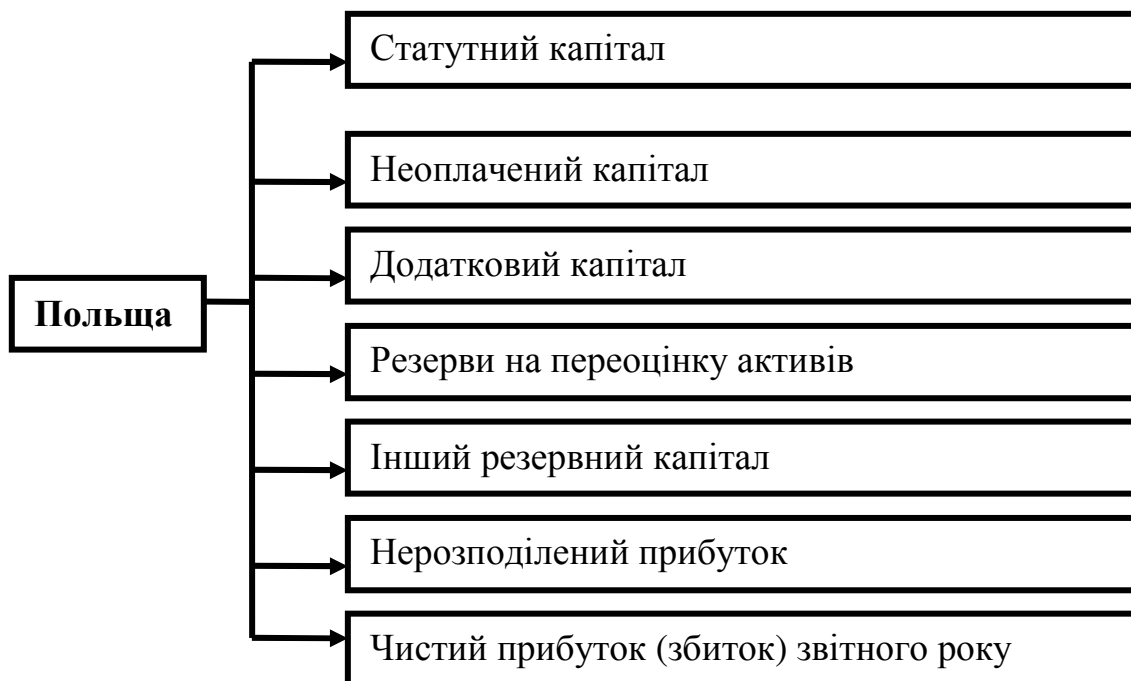 Статутний капітал
Неоплачений капітал
Додатковий капітал
Польща
Резерви на переоцінку активів
Інший резервний капітал
Нерозподілений прибуток
Чистий прибуток (збиток) звітного року